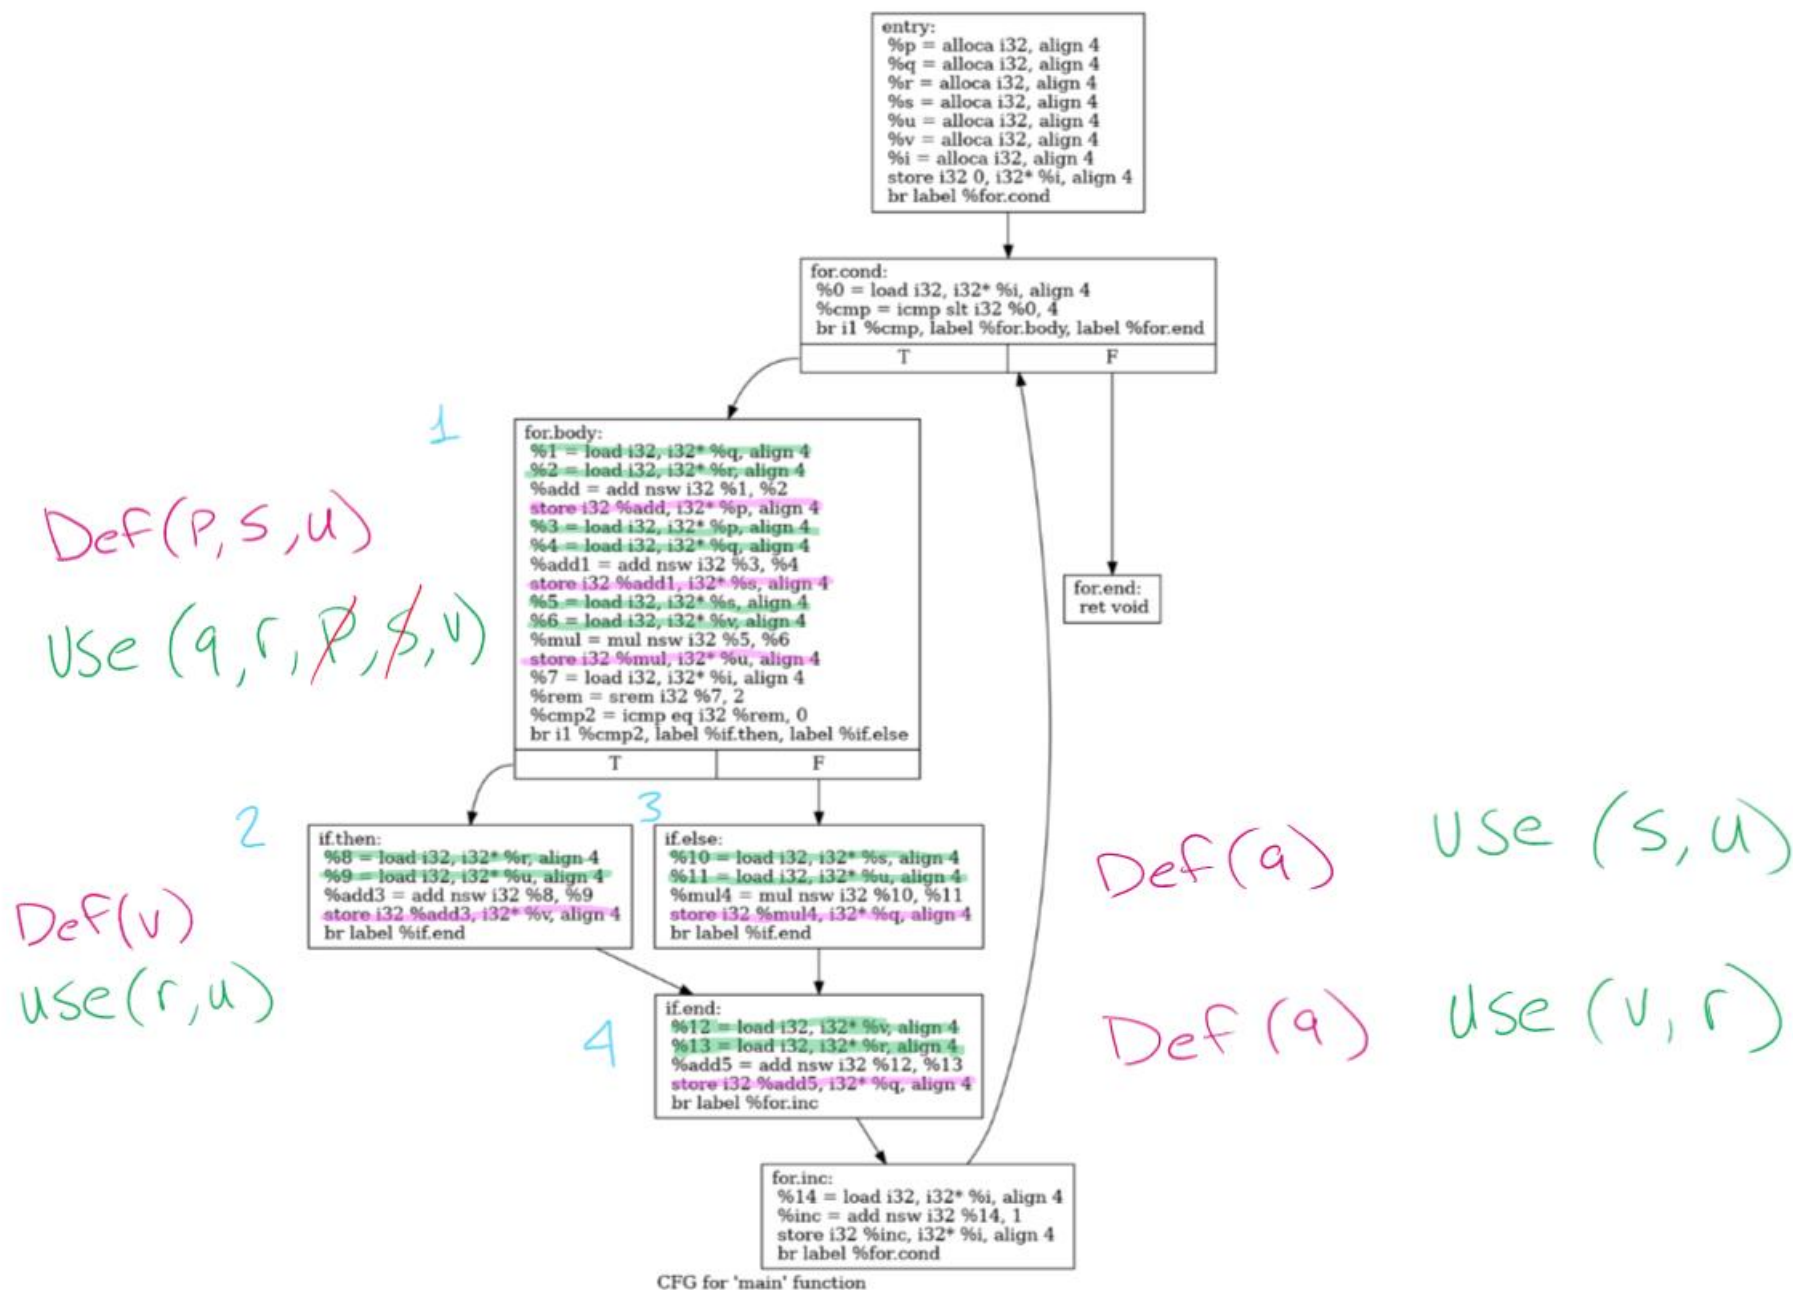 entry:
%p = alloca i32, align 4
%q = alloca i32, align 4
%r = alloca i32, align 4
%s = alloca i32, align 4
%u = alloca i32, align 4
%v = alloca i32, align 4
%i = alloca i32, align 4
store i32 0, i32* %i, align 4
br label %for.cond
for.cond:
%0 = load i32, i32* %i, align 4
%cmp = icmp slt i32 %0, 4
br i1 %cmp, label %for.body, label %for.end
T F
1
for.body:
%1 = load i32, i32* %q, align 4
%2 = load i32, i32* %r, align 4
%add = add nsw i32 %1, %2
store i32 %add, i32* %p, align 4
%3 = load i32, i32* %p, align 4
%4 = load i32, i32* %q, align 4
%add1 = add nsw i32 %3, %4
store i32 %add1, i32* %s, align 4
%5 = load i32, i32* %s, align 4
%6 = load i32, i32* %v, align 4
%mul = mul nsw i32 %5, %6
store i32 %mul, i32* %u, align 4
%7 = load i32, i32* %i, align 4
%rem = srem i32 %7, 2
%cmp2 = icmp eq i32 %rem, 0
br i1 %cmp2, label %if.then, label %if.else
T F
Def(P, S, u)
use (q, r, p, s, v)
for.end:
ret void
2
if.then:
%8 = load i32, i32* %r, align 4
%9 = load i32, i32* %u, align 4
%add3 = add nsw i32 %8, %9
store i32 %add3, i32* %v, align 4
br label %if.end
Def(v)
use(r, u)
3
if.else:
%10 = load i32, i32* %s, align 4
%11 = load i32, i32* %u, align 4
%mul4 = mul nsw i32 %10, %11
store i32 %mul4, i32* %q, align 4
br label %if.end
Def(q) use (s, u)
4
if.end:
%12 = load i32, i32* %v, align 4
%13 = load i32, i32* %r, align 4
%add5 = add nsw i32 %12, %13
store i32 %add5, i32* %q, align 4
br label %for.inc
Def (q) use (v, r)
for.inc:
%14 = load i32, i32* %i, align 4
%inc = add nsw i32 %14, 1
store i32 %inc, i32* %i, align 4
br label %for.cond
CFG for 'main' function